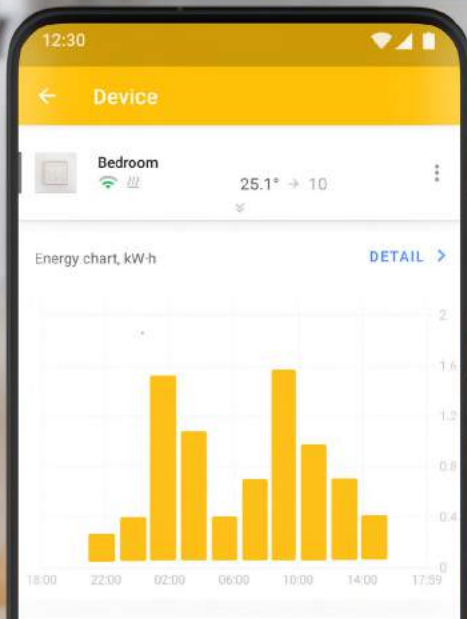 12:30
Device
Bedroom
25.1° → 10
Energy chart, kW·h
DETAIL
2
1.6
1.2
0.8
0.4
0
18:00 22:00 02:00 06:00 10:00 14:00 17:59